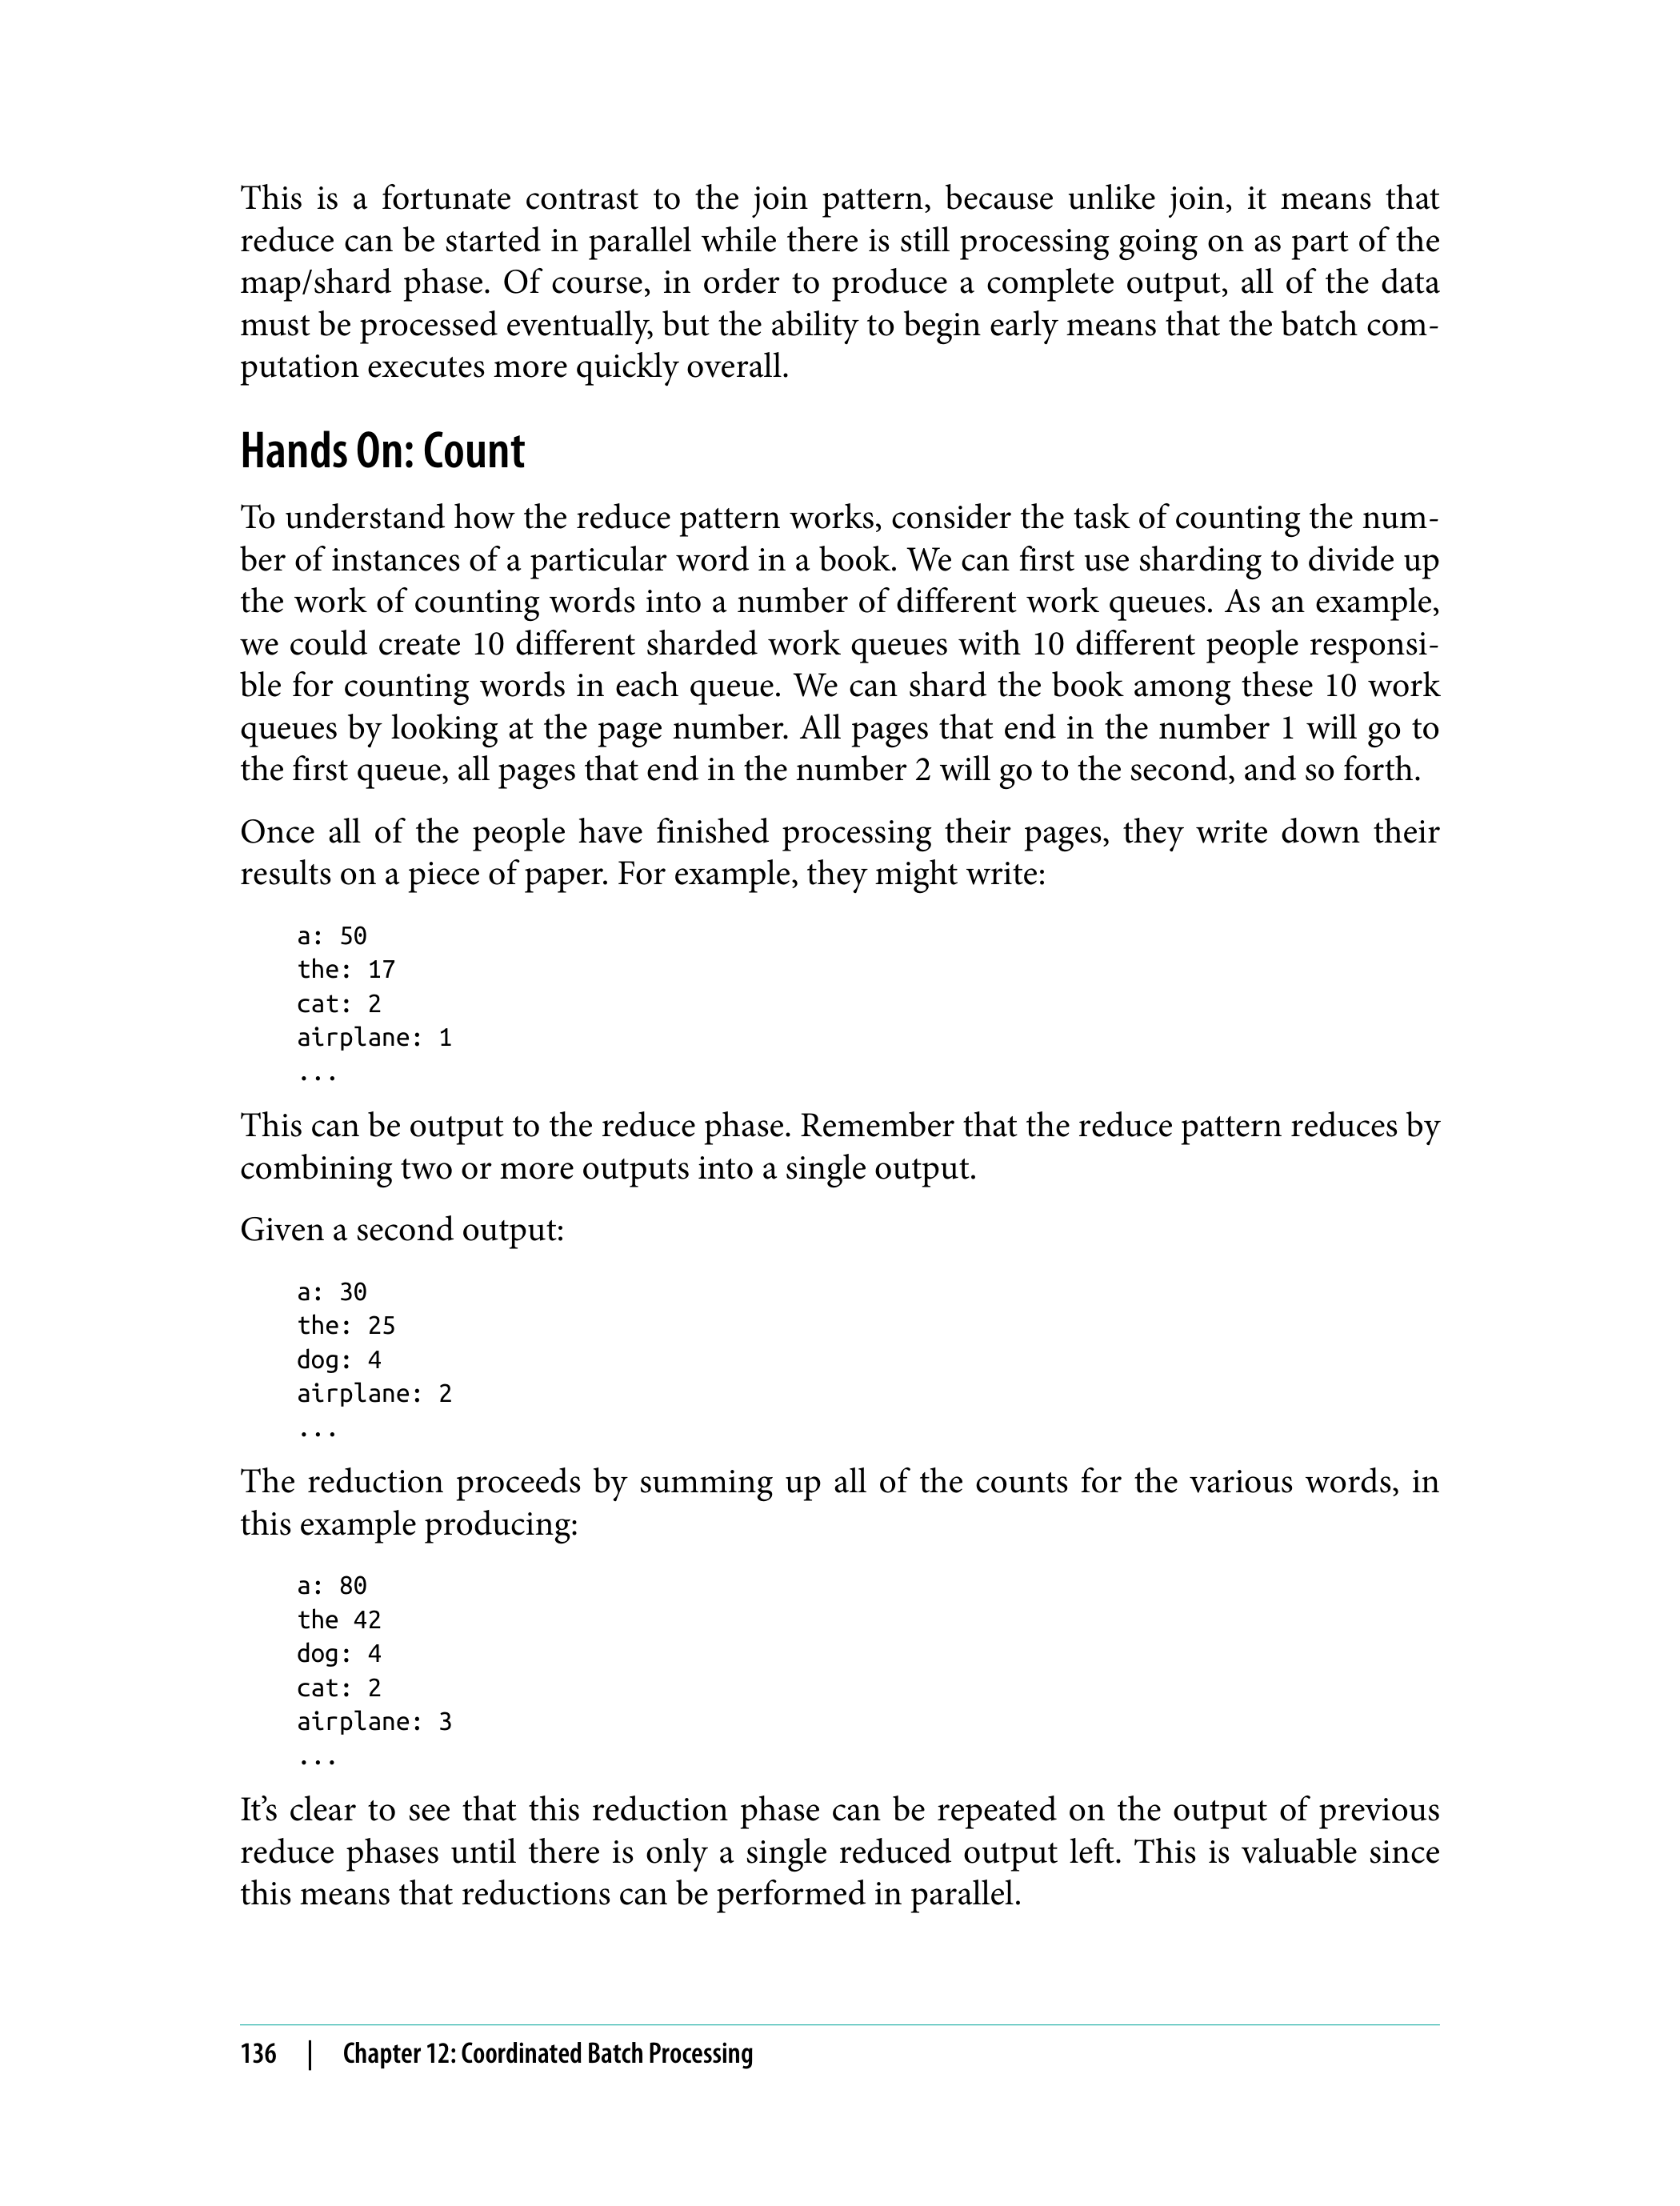 This is a fortunate contrast to the join pattern, because unlike join, it means that
reduce can be started in parallel while there is still processing going on as part of the
map/shard phase. Of course, in order to produce a complete output, all of the data
must be processed eventually, but the ability to begin early means that the batch com-
putation executes more quickly overall.
Hands On: Count
To understand how the reduce pattern works, consider the task of counting the num-
ber of instances of a particular word in a book. We can first use sharding to divide up
the work of counting words into a number of different work queues. As an example,
we could create 10 different sharded work queues with 10 different people responsi-
ble for counting words in each queue. We can shard the book among these 10 work
queues by looking at the page number. All pages that end in the number 1 will go to
the first queue, all pages that end in the number 2 will go to the second, and so forth.
Once all of the people have finished processing their pages, they write down their
results on a piece of paper. For example, they might write:
a: 50
the: 17
cat: 2
airplane: 1
...
This can be output to the reduce phase. Remember that the reduce pattern reduces by
combining two or more outputs into a single output.
Given a second output:
a: 30
the: 25
dog: 4
airplane: 2
...
The reduction proceeds by summing up all of the counts for the various words, in
this example producing:
a: 80
the 42
dog: 4
cat: 2
airplane: 3
...
It’s clear to see that this reduction phase can be repeated on the output of previous
reduce phases until there is only a single reduced output left. This is valuable since
this means that reductions can be performed in parallel.
136 | Chapter 12: Coordinated Batch Processing